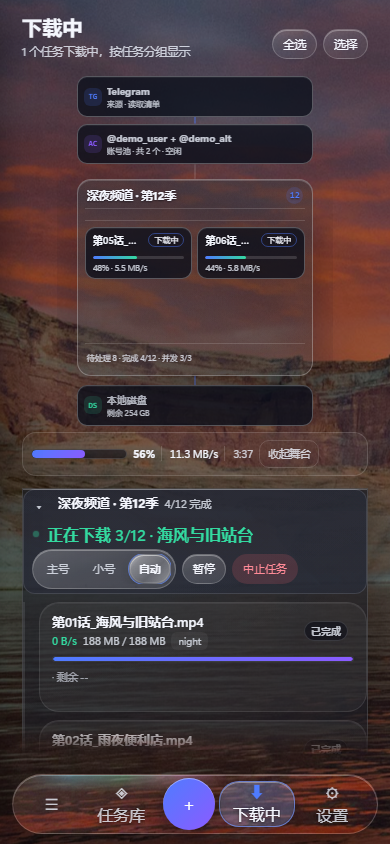 下载中
1 个任务下载中，按任务分组显示
全选
选择
TG
Telegram
来源 · 读取清单
AC
@demo_user + @demo_alt
账号池 · 共 2 个 · 空闲
深夜频道 · 第12季
12
第05话_...
下载中
48% · 5.5 MB/s
第06话_...
下载中
44% · 5.8 MB/s
待处理 8 · 完成 4/12 · 并发 3/3
DS
本地磁盘
剩余 254 GB
56%
11.3 MB/s
3:37
收起舞台
深夜频道 · 第12季 4/12 完成
正在下载 3/12 · 海风与旧站台
主号
小号
自动
暂停
中止任务
第01话_海风与旧站台.mp4
已完成
0 B/s 188 MB / 188 MB night
· 剩余 --
第02话_雨夜便利店.mp4
已完成
任务库
+
下载中
设置